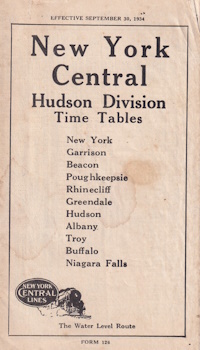 EFFECTIVE SEPTEMBER 30, 1934
New York
Central
Hudson Division
Time Tables
New York
Garrison
Beacon
Poughkeepsie
Rhinecliff
Greendale
Hudson
Albany
Troy
Buffalo
Niagara Falls
NEW YORK
CENTRAL
LINES
The Water Level Route
FORM 128